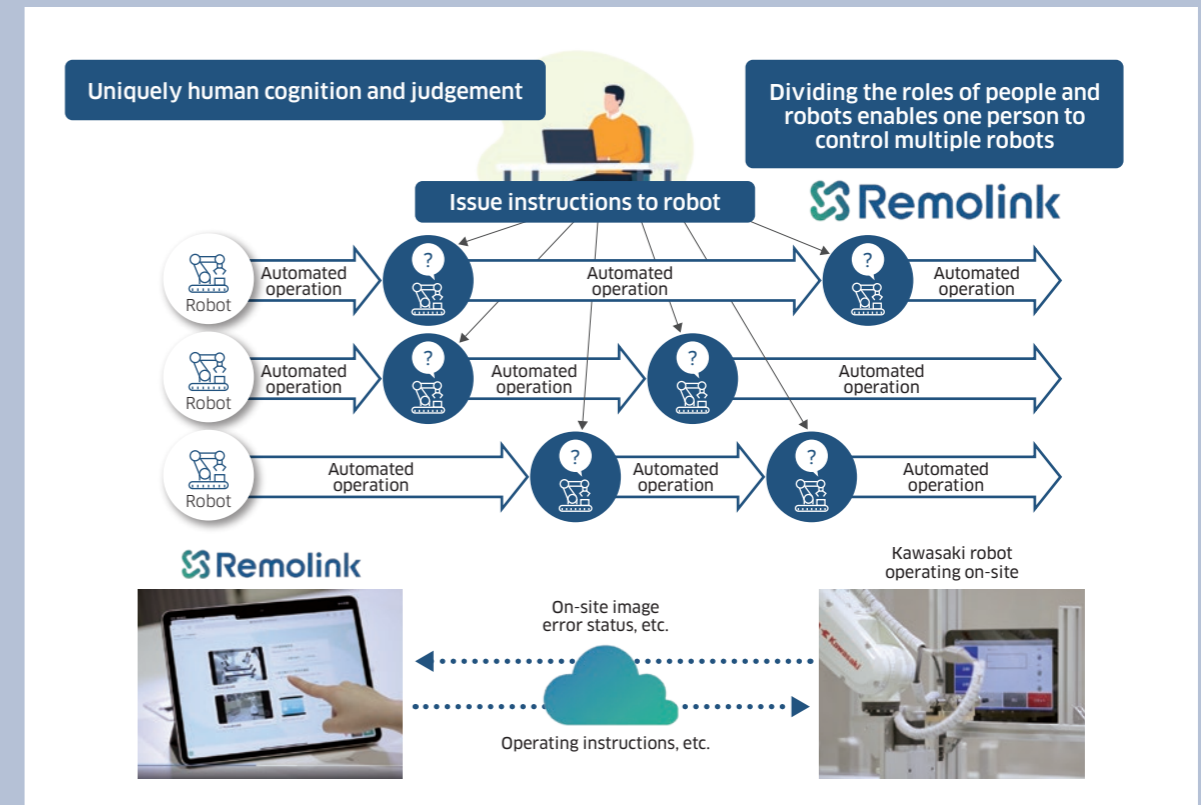 Uniquely human cognition and judgement
Dividing the roles of people and
robots enables one person to
control multiple robots
Issue instructions to robot
Remolink
Robot
Automated
operation
?
Automated
operation
?
Automated
operation
Robot
Automated
operation
?
Automated
operation
?
Automated
operation
Robot
Automated
operation
?
Automated
operation
?
Automated
operation
Remolink
Kawasaki robot
operating on-site
On-site image
error status, etc.
Kawasaki
Operating instructions, etc.